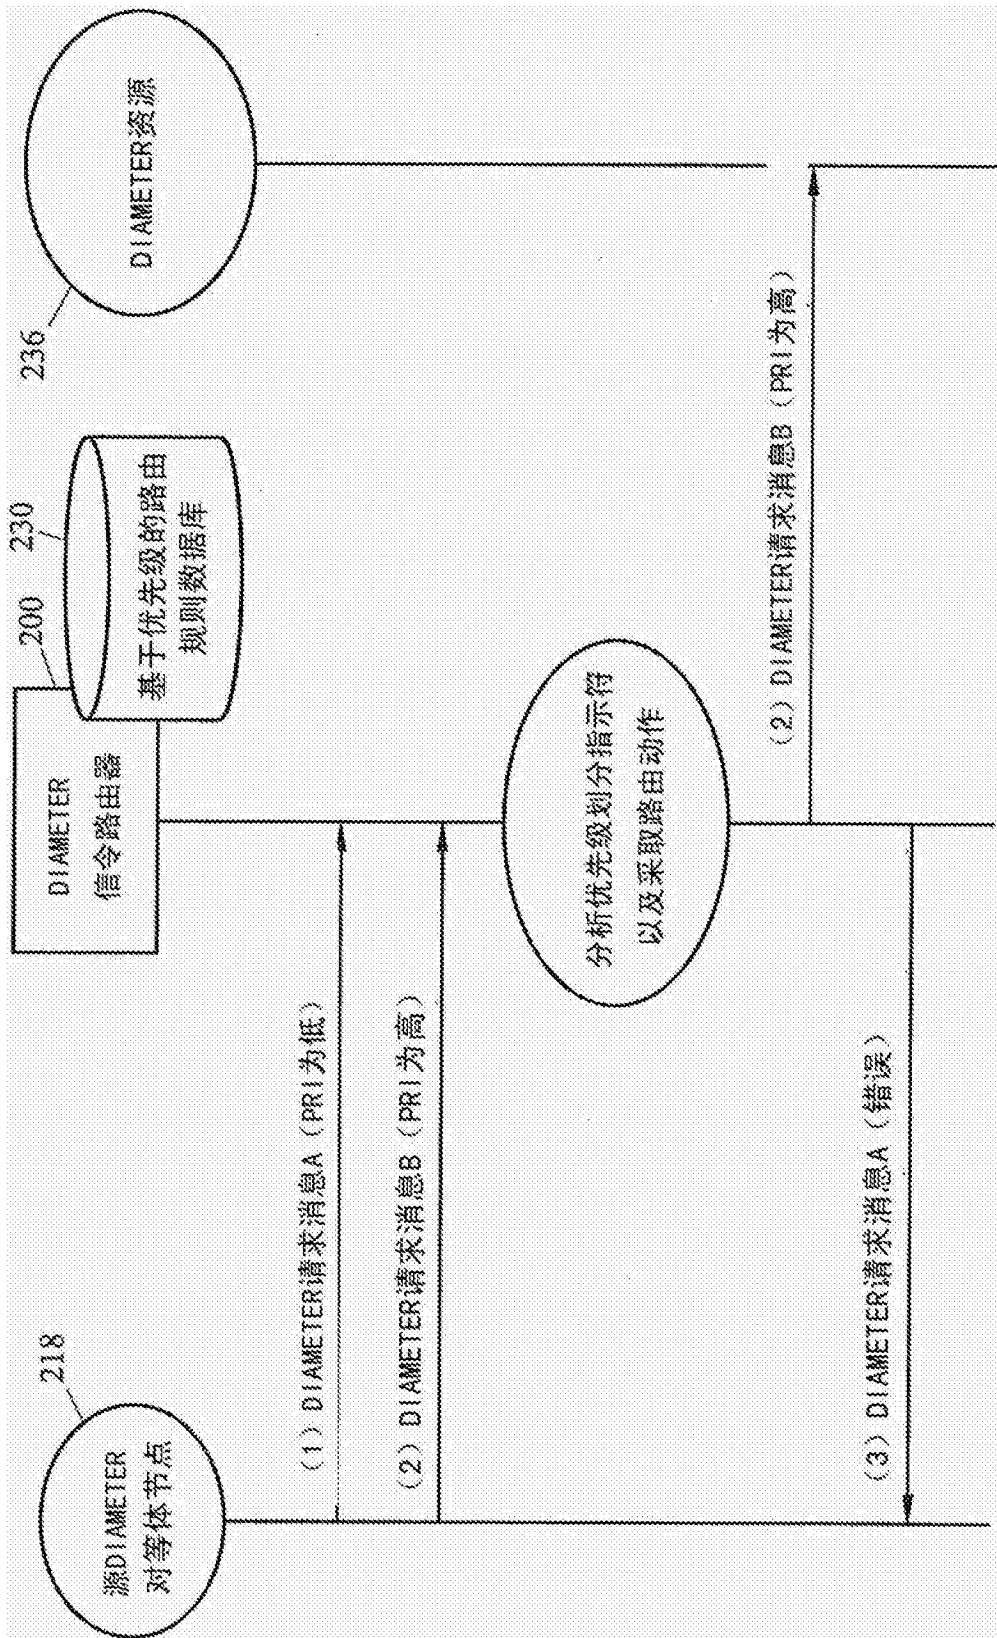 源DIAMETER
对等体节点
218
DIAMETER
信令路由器
200
230
基于优先级的路由
规则数据库
236
DIAMETER资源
(1) DIAMETER请求消息A (PRI为低)
(2) DIAMETER请求消息B (PRI为高)
分析优先级划分指示符
以及采取路由动作
(2) DIAMETER请求消息B (PRI为高)
(3) DIAMETER请求消息A (错误)